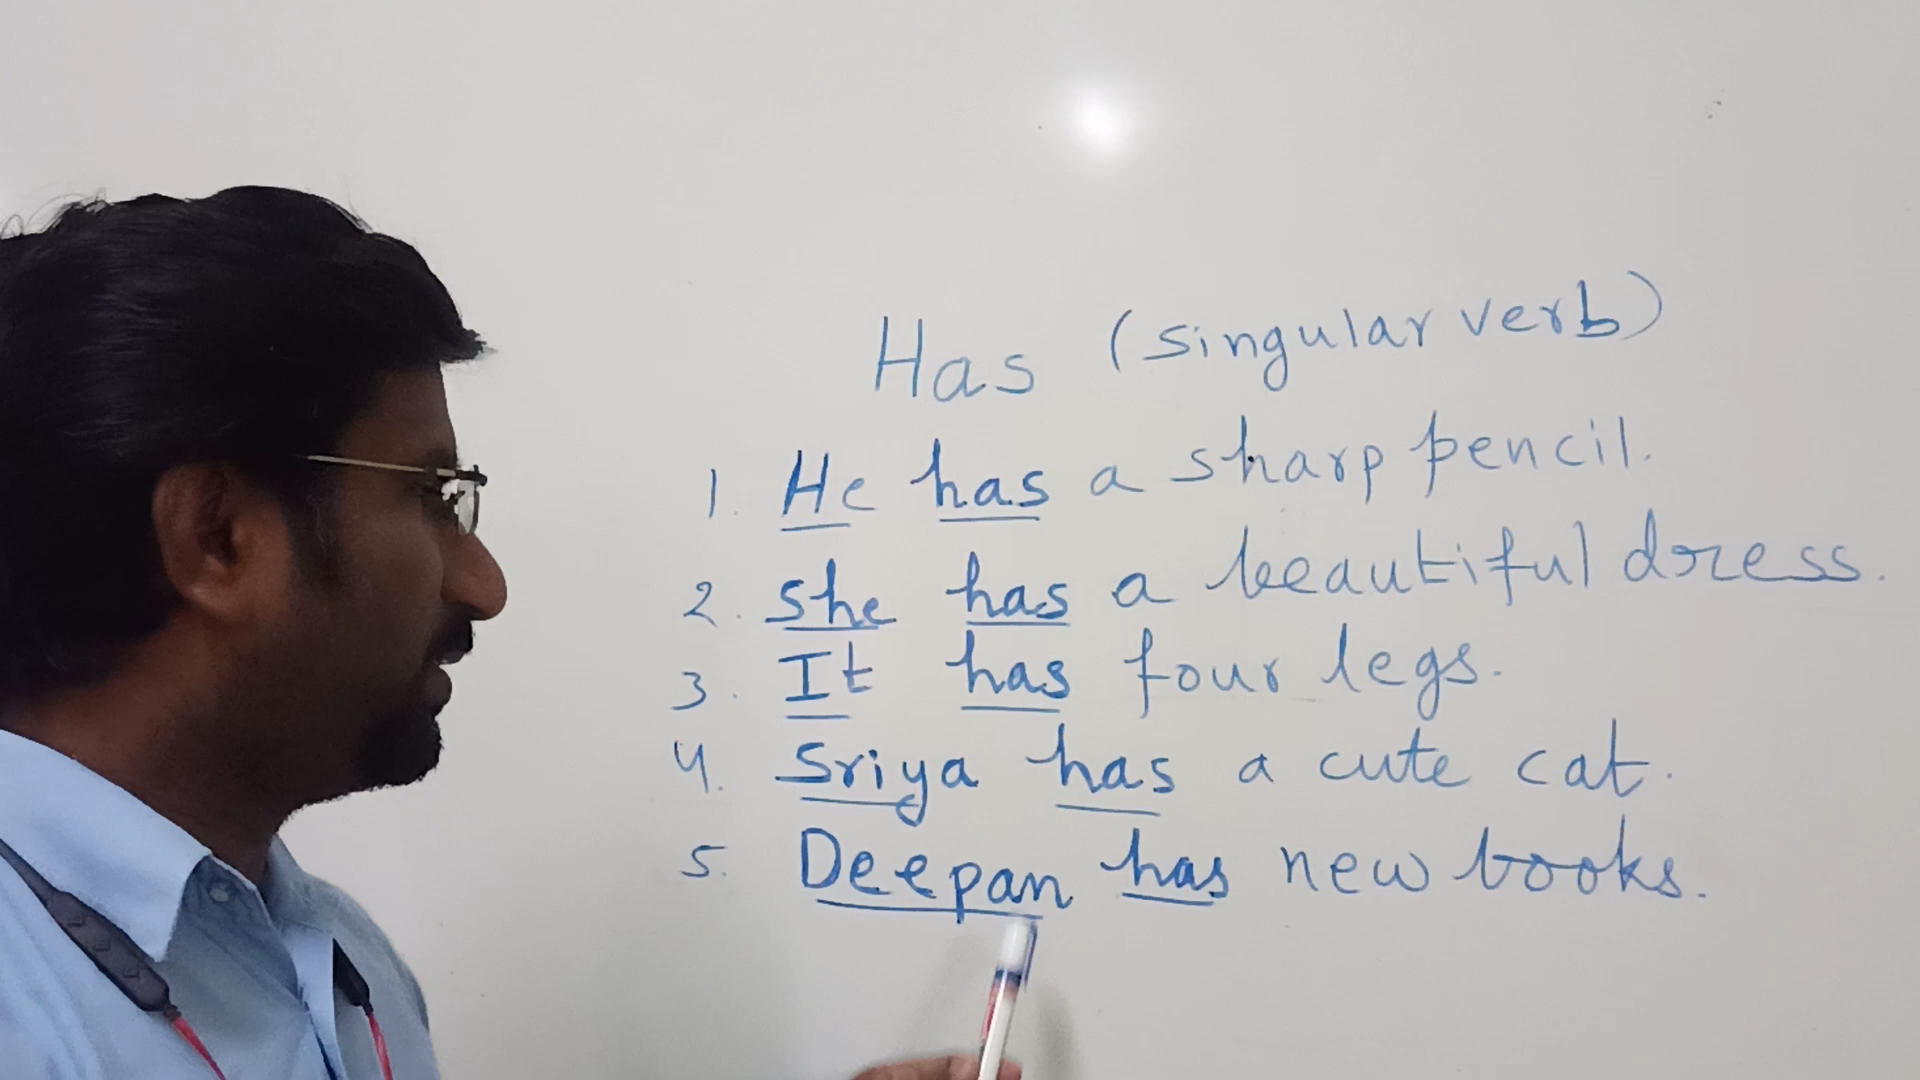 Has (singular verb)
1. He has a sharp pencil.
2. She has a beautiful dress.
3. It has four legs.
4. Sriya has a cute cat.
5. Deepan has new books.